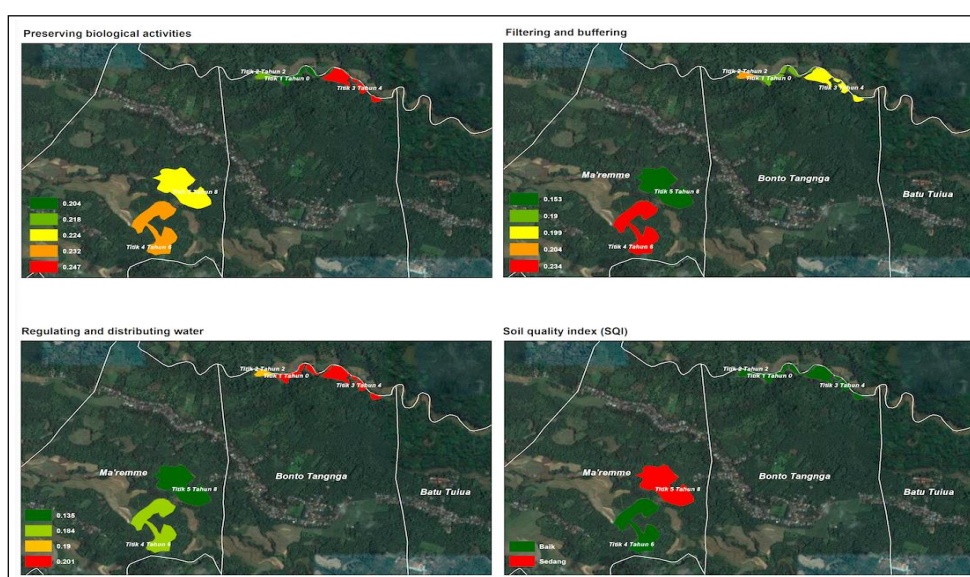 Preserving biological activities
Titik 2 Tahun 2
Titik 1 Tahun 0
Titik 3 Tahun 4
Titik 5 Tahun 8
Titik 4 Tahun 6
0.204
0.218
0.224
0.232
0.247
Filtering and buffering
Titik 2 Tahun 2
Titik 1 Tahun 0
Titik 3 Tahun 4
Ma'remme
Bonto Tangnga
Batu Tuiua
Titik 5 Tahun 8
Titik 4 Tahun 6
0.153
0.19
0.199
0.204
0.234
Regulating and distributing water
Titik 2 Tahun 2
Titik 1 Tahun 0
Titik 3 Tahun 4
Ma'remme
Bonto Tangnga
Batu Tuiua
Titik 5 Tahun 8
Titik 4 Tahun 6
0.135
0.184
0.19
0.201
Soil quality index (SQI)
Titik 2 Tahun 2
Titik 1 Tahun 0
Titik 3 Tahun 4
Ma'remme
Bonto Tangnga
Batu Tuiua
Titik 5 Tahun 8
Titik 4 Tahun 6
Baik
Sedang